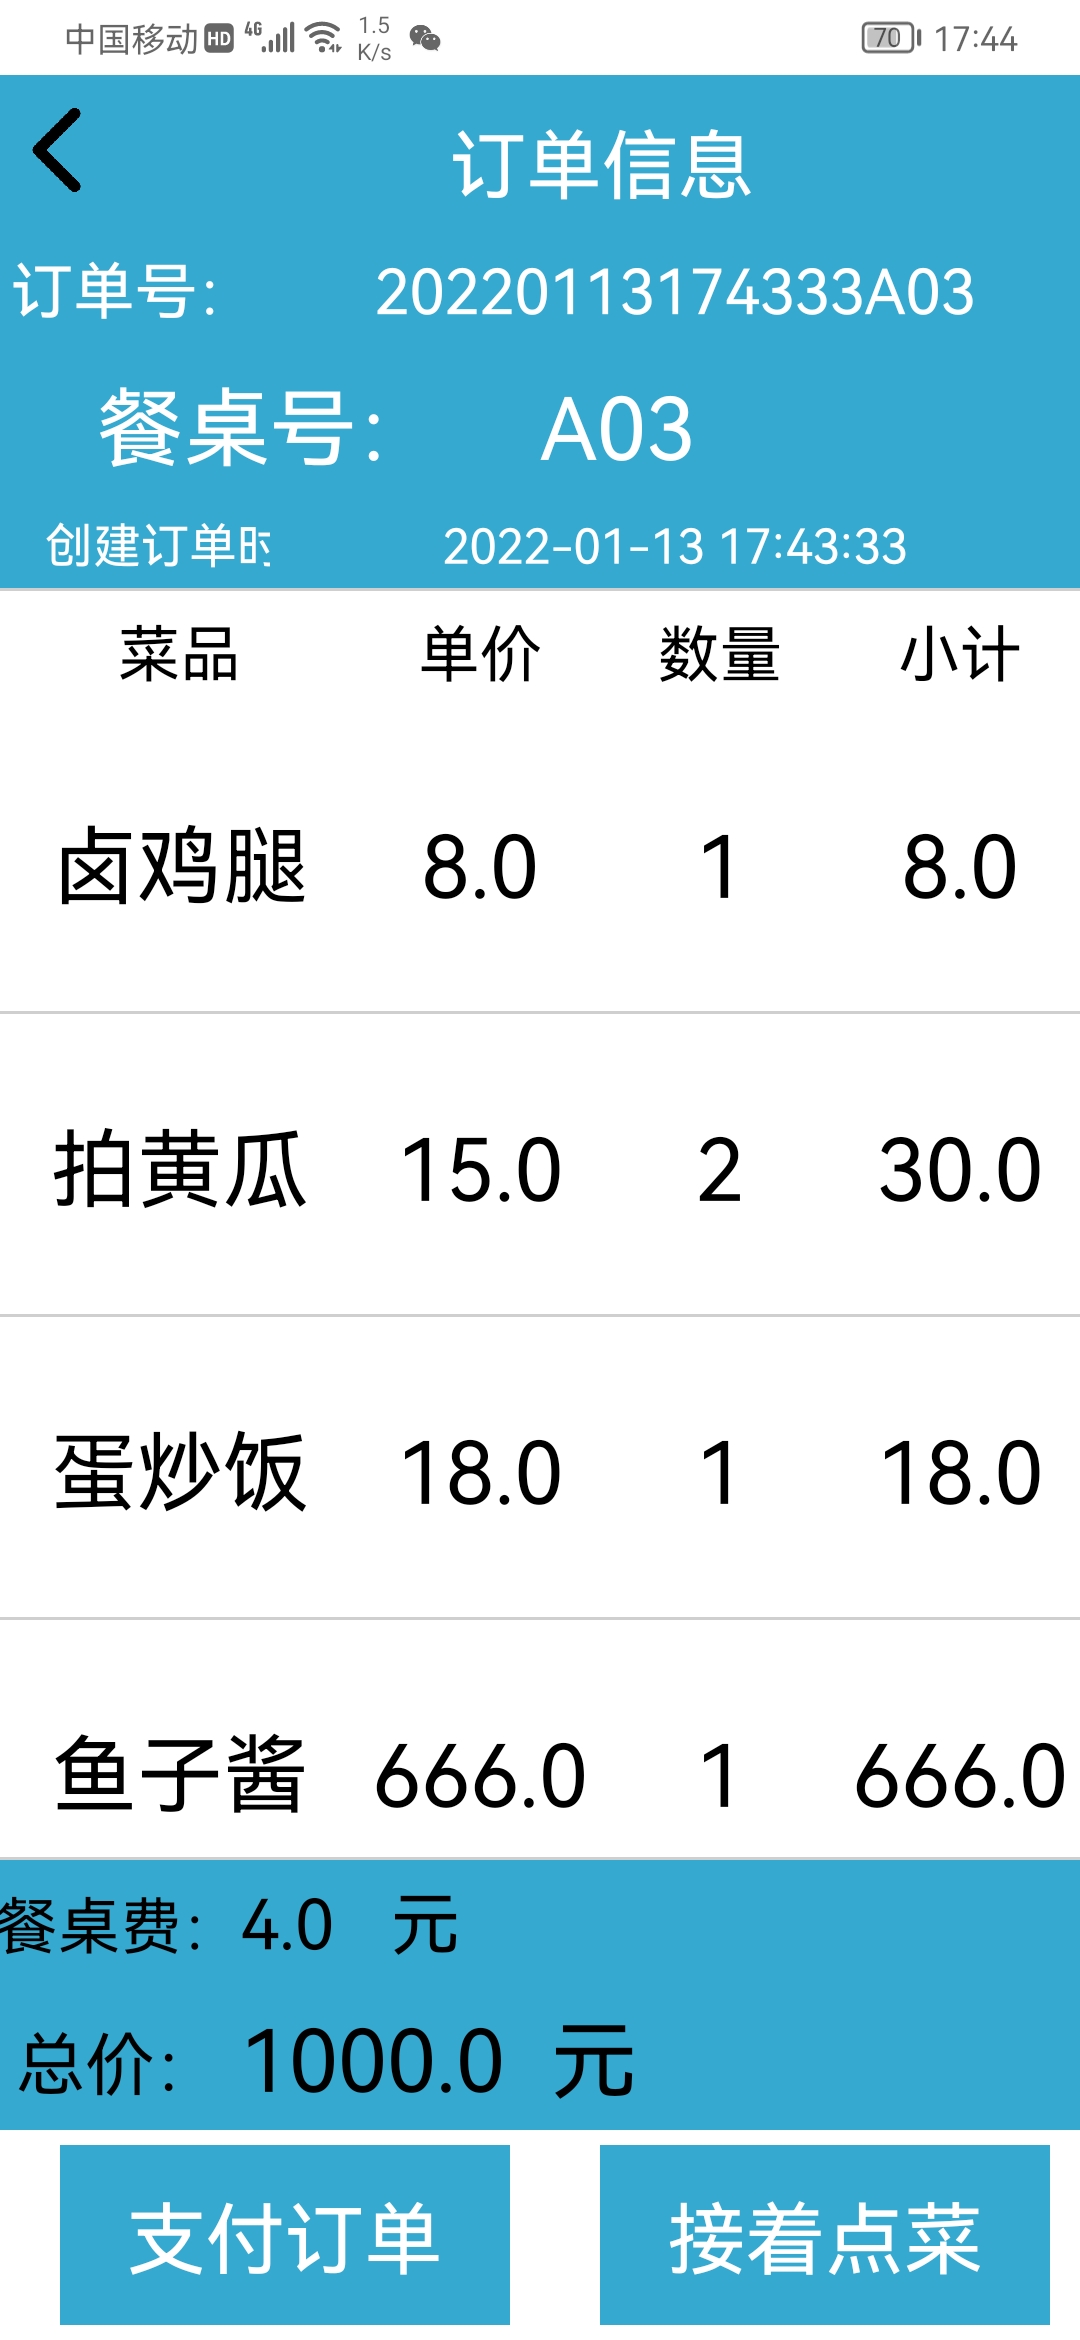 中国移动 HD 4G 1.5 K/s 70 17:44
订单信息
订单号： 20220113174333A03
餐桌号： A03
创建订单时 2022-01-13 17:43:33
菜品 单价 数量 小计
卤鸡腿 8.0 1 8.0
拍黄瓜 15.0 2 30.0
蛋炒饭 18.0 1 18.0
鱼子酱 666.0 1 666.0
餐桌费： 4.0 元
总价： 1000.0 元
支付订单 接着点菜